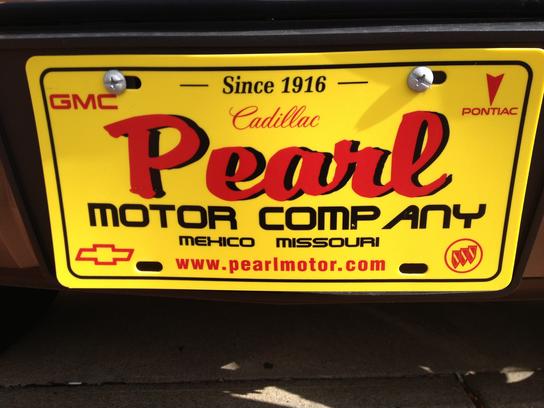 Since 1916
GMC
PONTIAC
Cadillac
Pearl
MOTOR COMPANY
MEXICO MISSOURI
www.pearlmotor.com